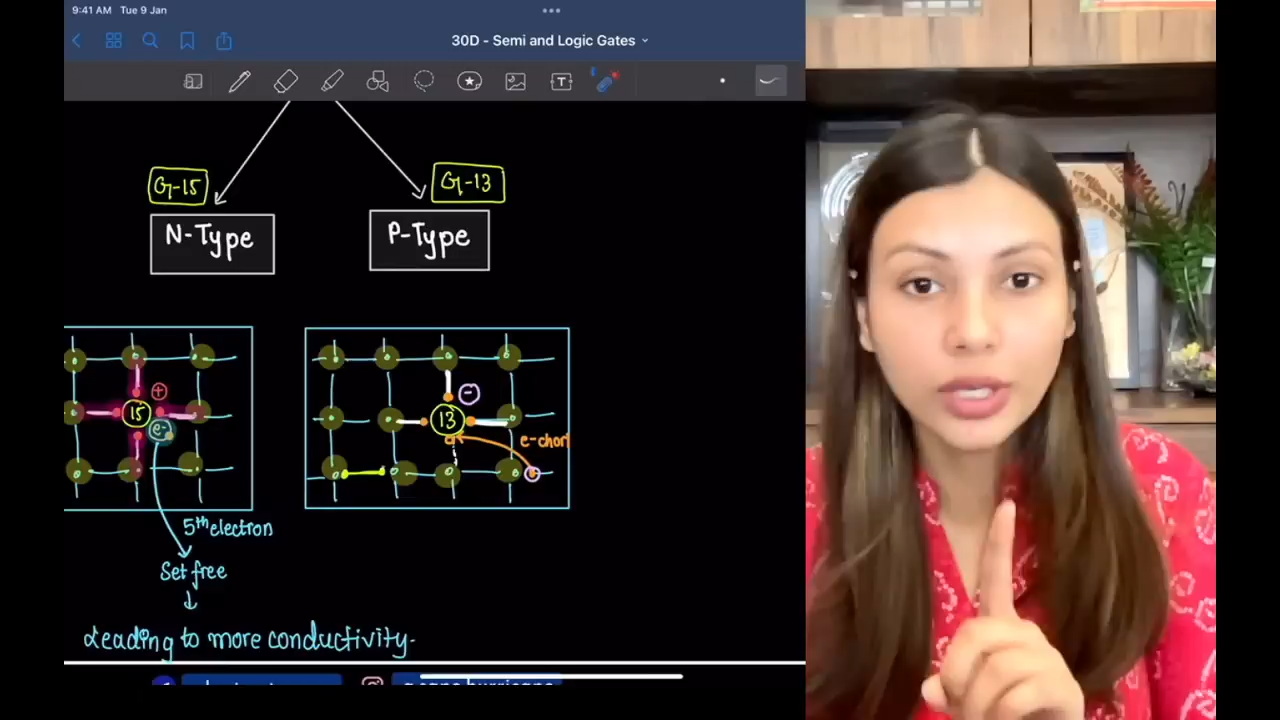 9:41 AM Tue 9 Jan
30D - Semi and Logic Gates
T
G-15
G-13
N-Type
P-Type
+
-
15
13
e-
e-chor
5th electron
Set free
Leading to more conductivity.